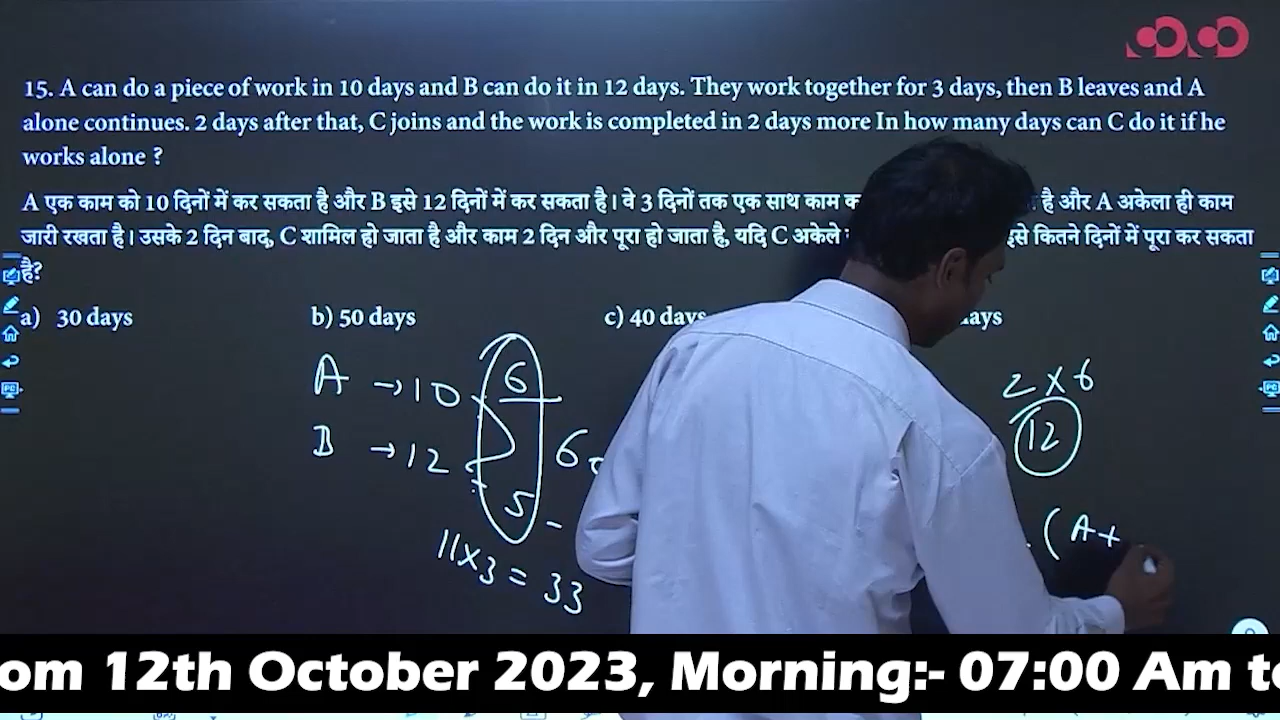 15. A can do a piece of work in 10 days and B can do it in 12 days. They work together for 3 days, then B leaves and A
alone continues. 2 days after that, C joins and the work is completed in 2 days more In how many days can C do it if he
works alone ?
A एक काम को 10 दिनों में कर सकता है और B इसे 12 दिनों में कर सकता है। वे 3 दिनों तक एक साथ काम है और A अकेला ही काम
जारी रखता है। उसके 2 दिन बाद, C शामिल हो जाता है और काम 2 दिन और पूरा हो जाता है, यदि C अकेले इसे कितने दिनों में पूरा कर सकता
है?
a) 30 days b) 50 days c) 40 days days
A → 10 6 2 x 6
B → 12 5 12
(A+
11x3 = 33
om 12th October 2023, Morning:- 07:00 Am to